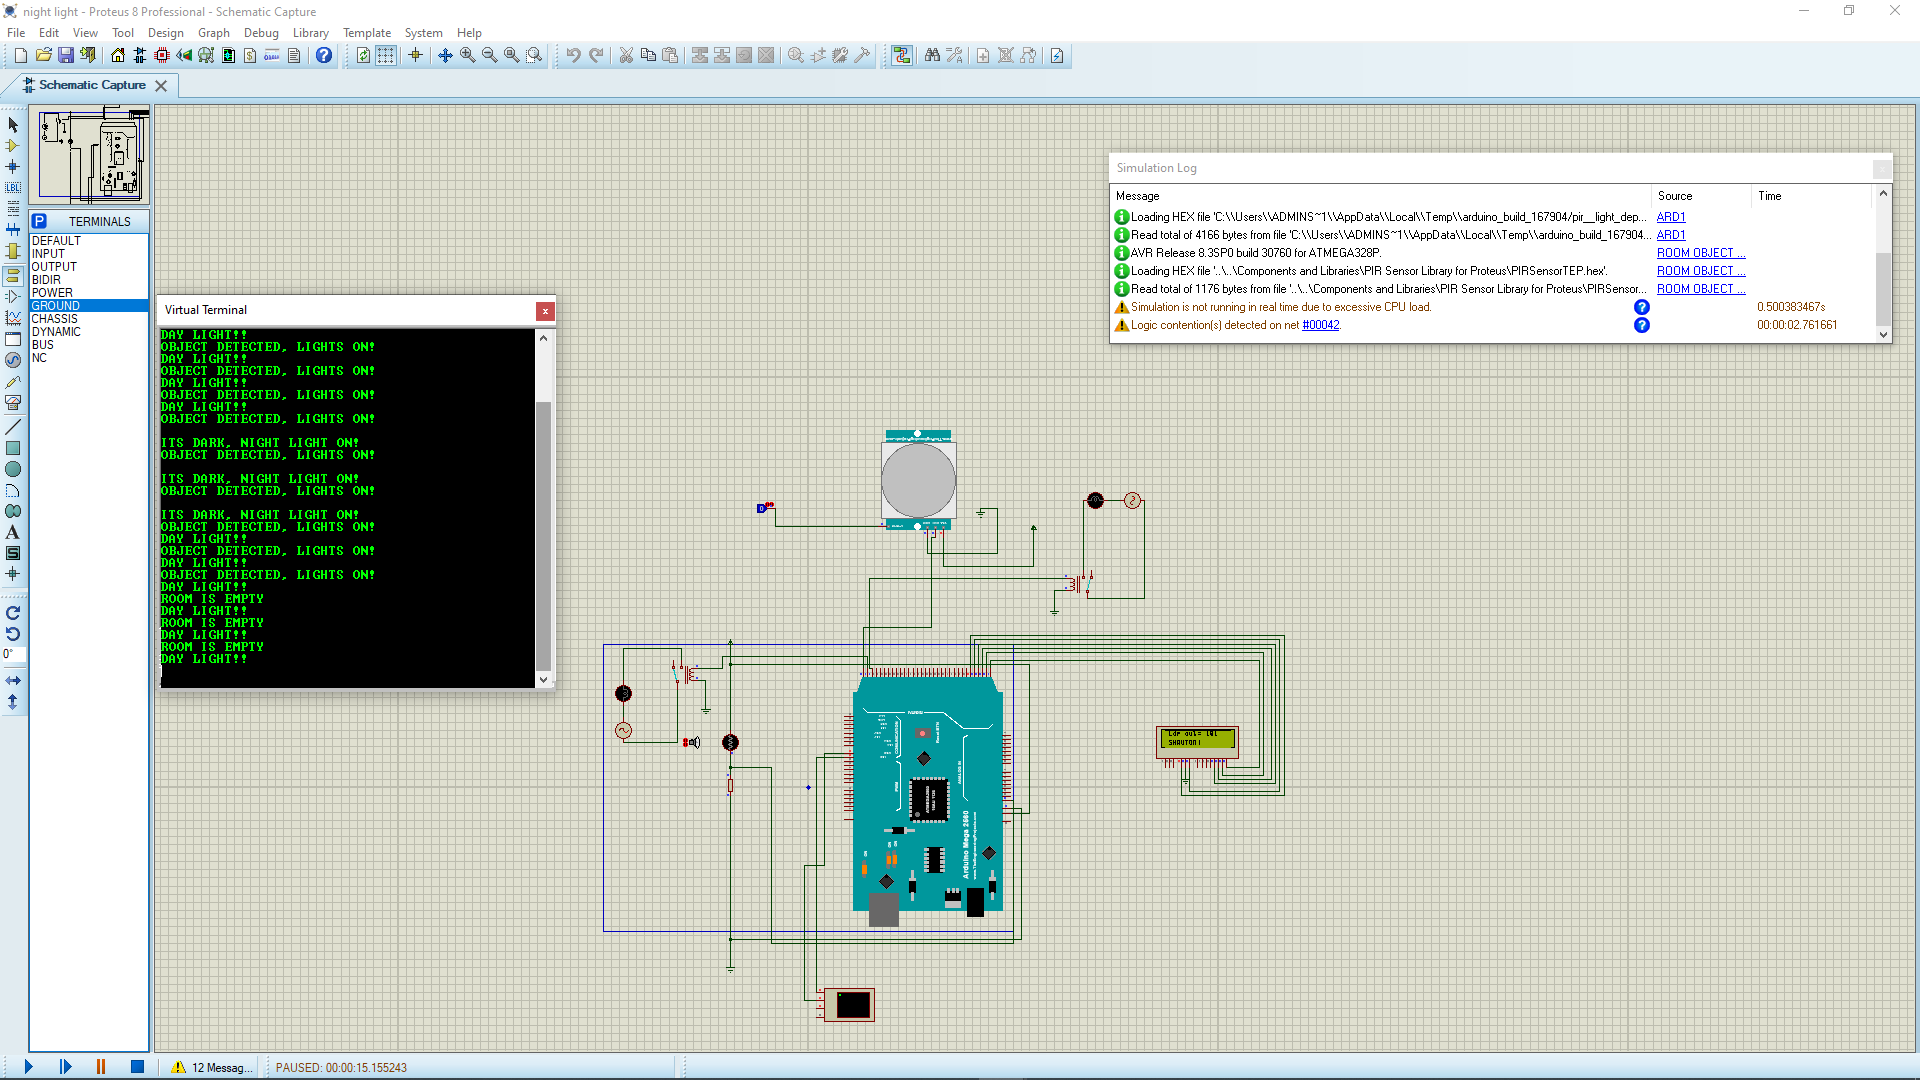 night light - Proteus 8 Professional - Schematic Capture
File Edit View Tool Design Graph Debug Library Template System Help
Schematic Capture
TERMINALS
DEFAULT
INPUT
OUTPUT
BIDIR
POWER
GROUND
CHASSIS
DYNAMIC
BUS
NC
LBL
0°
Simulation Log
Message Source Time
Loading HEX file 'C:\\Users\\ADMINS~1\\AppData\\Local\\Temp\\arduino_build_167904/pir__light_dep... ARD1
Read total of 4166 bytes from file 'C:\\Users\\ADMINS~1\\AppData\\Local\\Temp\\arduino_build_167904... ARD1
AVR Release 8.3SP0 build 30760 for ATMEGA328P. ROOM OBJECT ...
Loading HEX file '..\..\Components and Libraries\PIR Sensor Library for Proteus\PIRSensorTEP.hex'. ROOM OBJECT ...
Read total of 1176 bytes from file '..\..\Components and Libraries\PIR Sensor Library for Proteus\PIRSensor... ROOM OBJECT ...
Simulation is not running in real time due to excessive CPU load. 0.500383467s
Logic contention(s) detected on net #00042. 00:00:02.761661
Virtual Terminal
DAY LIGHT!!
OBJECT DETECTED, LIGHTS ON!
DAY LIGHT!!
OBJECT DETECTED, LIGHTS ON!
DAY LIGHT!!
OBJECT DETECTED, LIGHTS ON!
DAY LIGHT!!
OBJECT DETECTED, LIGHTS ON!
ITS DARK, NIGHT LIGHT ON!
OBJECT DETECTED, LIGHTS ON!
ITS DARK, NIGHT LIGHT ON!
OBJECT DETECTED, LIGHTS ON!
ITS DARK, NIGHT LIGHT ON!
OBJECT DETECTED, LIGHTS ON!
DAY LIGHT!!
OBJECT DETECTED, LIGHTS ON!
DAY LIGHT!!
OBJECT DETECTED, LIGHTS ON!
DAY LIGHT!!
ROOM IS EMPTY
DAY LIGHT!!
ROOM IS EMPTY
DAY LIGHT!!
ROOM IS EMPTY
DAY LIGHT!!
Ldr out= 101
SHAUTON!
Arduino Mega 2560
12 Messag...
PAUSED: 00:00:15.155243